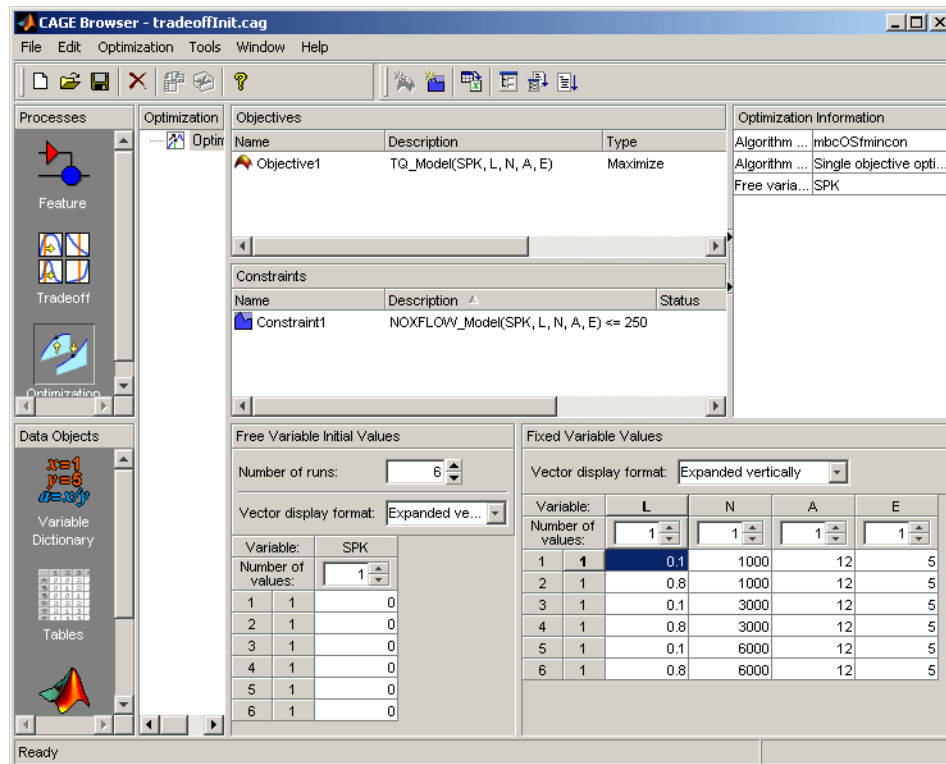 CAGE Browser - tradeoffInit.cag
File Edit Optimization Tools Window Help
Processes
Feature
Tradeoff
Optimization
Data Objects
x=1
y=5
a=x/y
Variable
Dictionary
Tables
Optimization
Optim
Objectives
Name Description Type
Objective1 TQ_Model(SPK, L, N, A, E) Maximize
Constraints
Name Description Status
Constraint1 NOXFLOW_Model(SPK, L, N, A, E) <= 250
Optimization Information
Algorithm ... mbcOSfmincon
Algorithm ... Single objective opti...
Free varia... SPK
Free Variable Initial Values
Number of runs: 6
Vector display format: Expanded ve...
Variable: SPK
Number of values: 1
1 1 0
2 1 0
3 1 0
4 1 0
5 1 0
6 1 0
Fixed Variable Values
Vector display format: Expanded vertically
Variable: L N A E
Number of values: 1 1 1 1
1 1 0.1 1000 12 5
2 1 0.8 1000 12 5
3 1 0.1 3000 12 5
4 1 0.8 3000 12 5
5 1 0.1 6000 12 5
6 1 0.8 6000 12 5
Ready